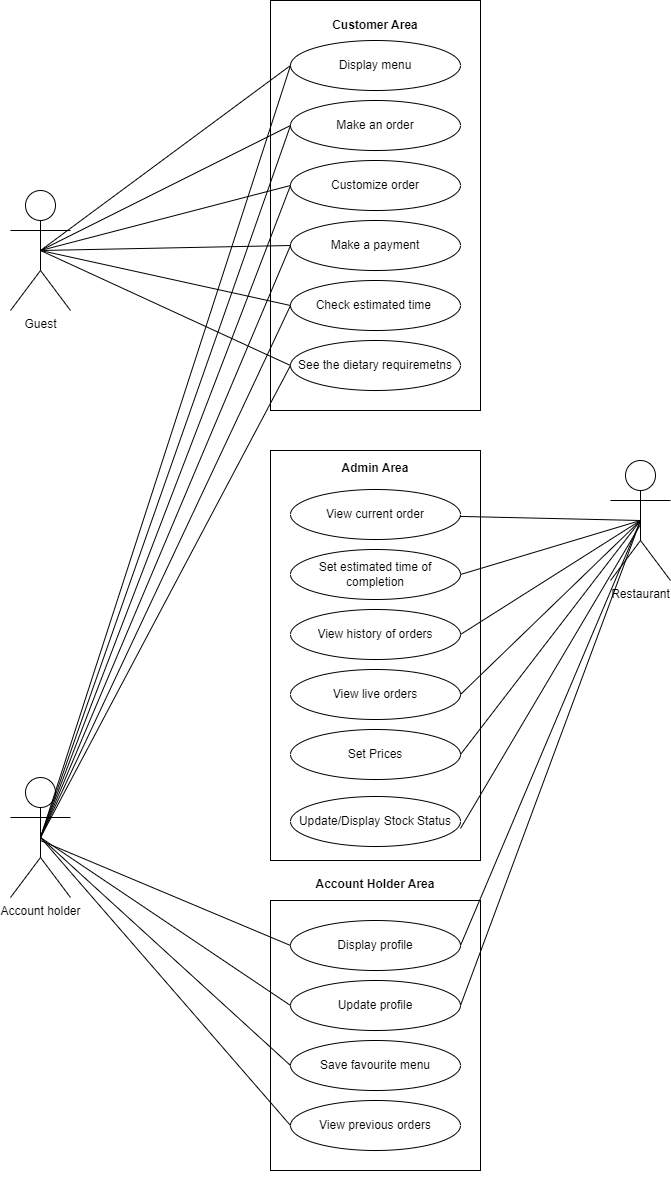 Customer Area
Display menu
Make an order
Customize order
Make a payment
Check estimated time
See the dietary requiremetns
Guest
Admin Area
View current order
Set estimated time of
completion
View history of orders
View live orders
Set Prices
Update/Display Stock Status
Restaurant
Account holder
Account Holder Area
Display profile
Update profile
Save favourite menu
View previous orders